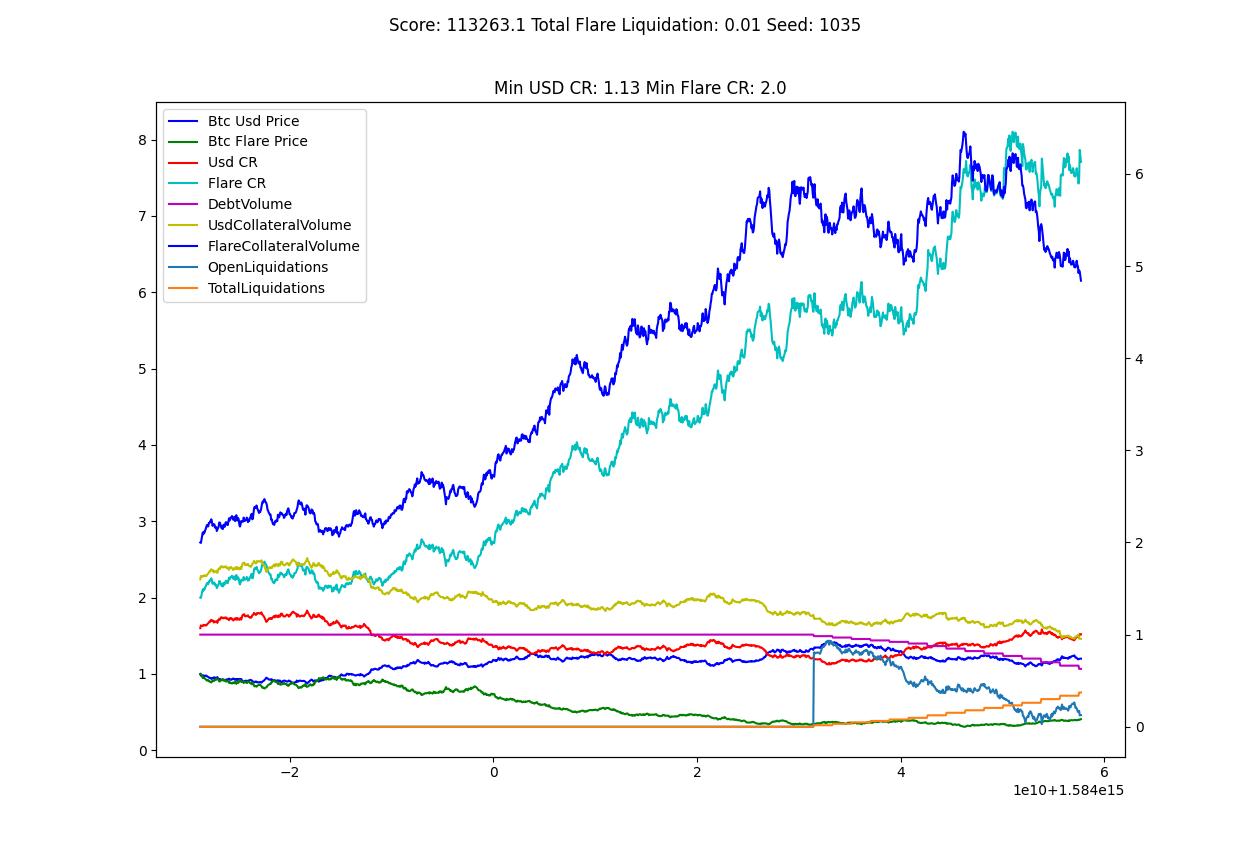 Score: 113263.1 Total Flare Liquidation: 0.01 Seed: 1035
Min USD CR: 1.13 Min Flare CR: 2.0
Btc Usd Price
Btc Flare Price
Usd CR
Flare CR
DebtVolume
UsdCollateralVolume
FlareCollateralVolume
OpenLiquidations
TotalLiquidations
8
7
6
5
4
3
2
1
0
6
5
4
3
2
1
0
−2
0
2
4
6
1e10+1.584e15